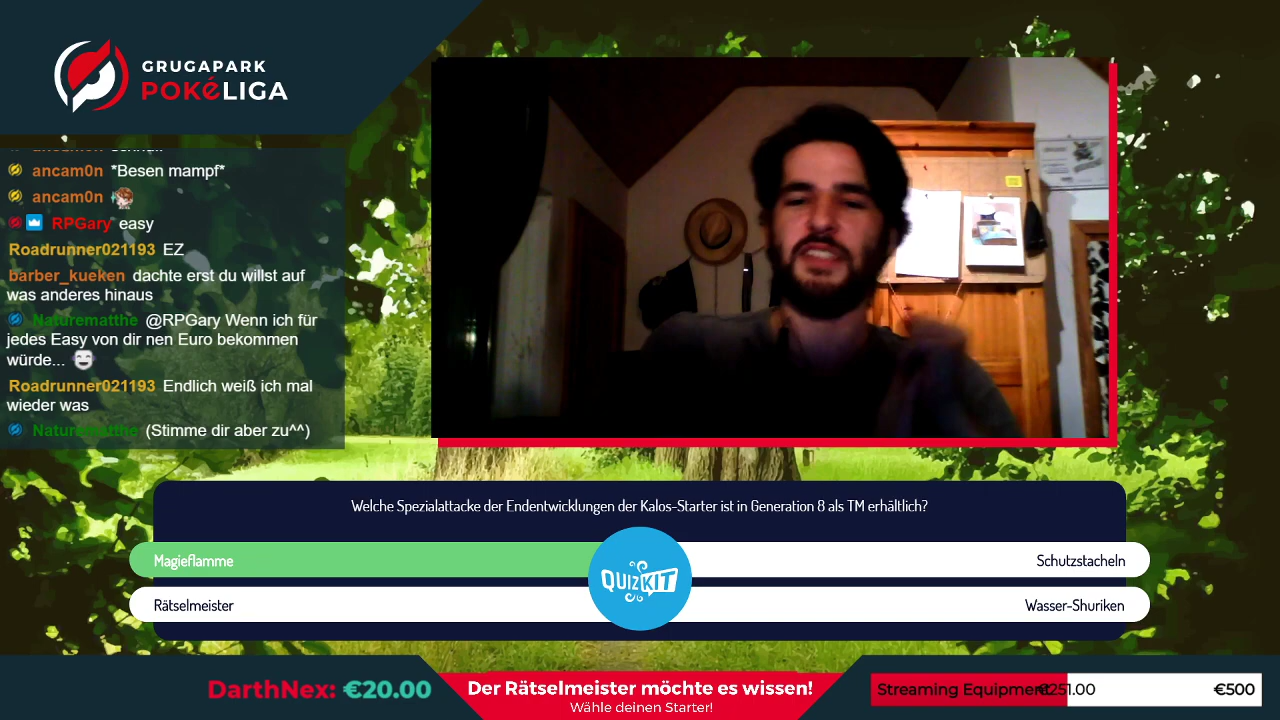 GRUGAPARK
POKéLIGA
ancam0n *Besen mampf*
ancam0n
RPGary easy
Roadrunner021193 EZ
barber_kueken dachte erst du willst auf
was anderes hinaus
Naturematthe @RPGary Wenn ich für
jedes Easy von dir nen Euro bekommen
würde...
Roadrunner021193 Endlich weiß ich mal
wieder was
Naturematthe (Stimme dir aber zu^^)
Welche Spezialattacke der Endentwicklungen der Kalos-Starter ist in Generation 8 als TM erhältlich?
Magieflamme
Schutzstacheln
QUIZKIT
Rätselmeister
Wasser-Shuriken
DarthNex: €20.00
Der Rätselmeister möchte es wissen!
Wähle deinen Starter!
Streaming Equipment €251.00 €500